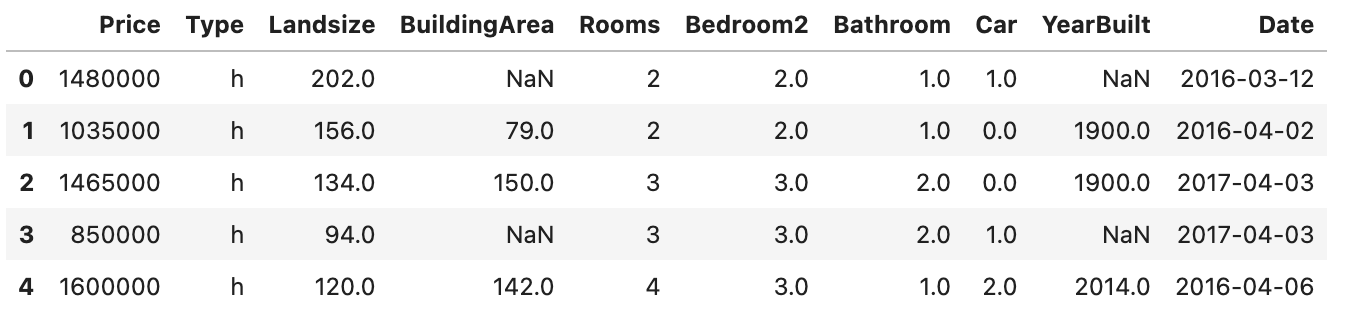 Price Type Landsize BuildingArea Rooms Bedroom2 Bathroom Car YearBuilt Date
0 1480000 h 202.0 NaN 2 2.0 1.0 1.0 NaN 2016-03-12
1 1035000 h 156.0 79.0 2 2.0 1.0 0.0 1900.0 2016-04-02
2 1465000 h 134.0 150.0 3 3.0 2.0 0.0 1900.0 2017-04-03
3 850000 h 94.0 NaN 3 3.0 2.0 1.0 NaN 2017-04-03
4 1600000 h 120.0 142.0 4 3.0 1.0 2.0 2014.0 2016-04-06